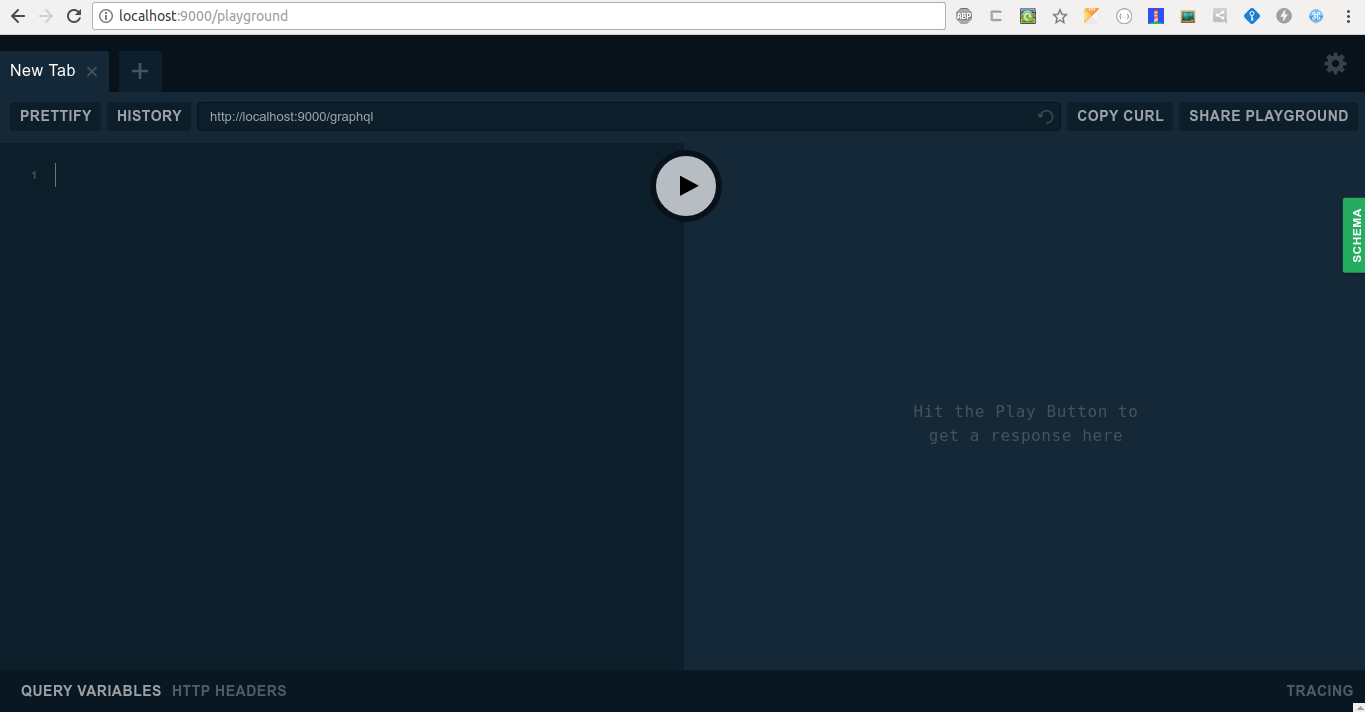 localhost:9000/playground
ABP
New Tab
PRETTIFY HISTORY http://localhost:9000/graphql COPY CURL SHARE PLAYGROUND
1
SCHEMA
Hit the Play Button to
get a response here
QUERY VARIABLES HTTP HEADERS TRACING